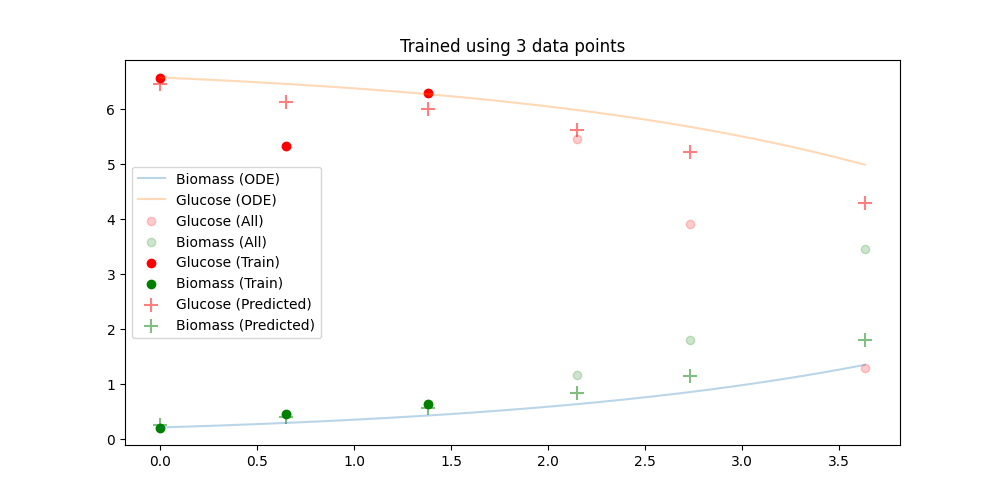 Trained using 3 data points
6
5
4
3
2
1
0
Biomass (ODE)
Glucose (ODE)
Glucose (All)
Biomass (All)
Glucose (Train)
Biomass (Train)
Glucose (Predicted)
Biomass (Predicted)
0.0 0.5 1.0 1.5 2.0 2.5 3.0 3.5